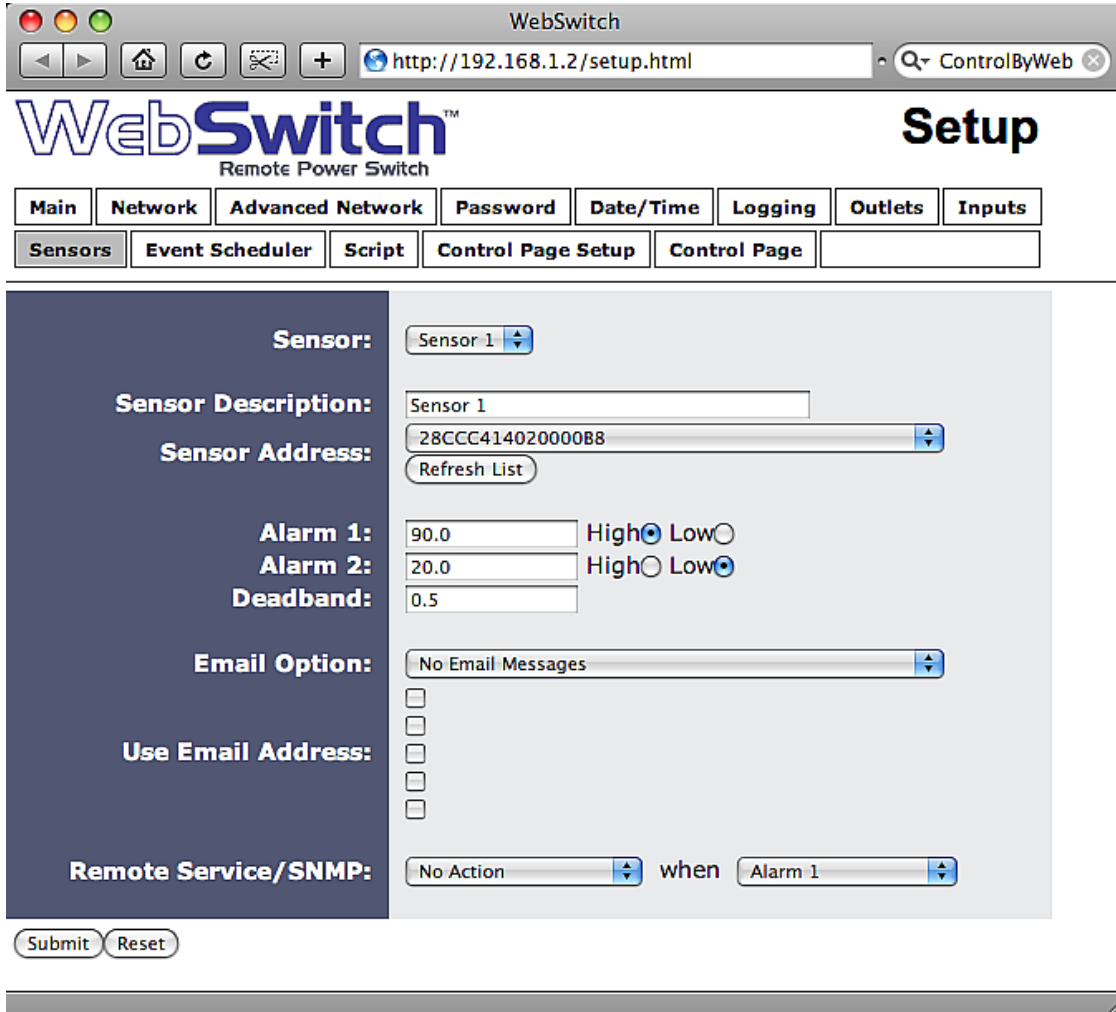 WebSwitch
http://192.168.1.2/setup.html
ControlByWeb
WebSwitch™
Remote Power Switch
Setup
Main Network Advanced Network Password Date/Time Logging Outlets Inputs
Sensors Event Scheduler Script Control Page Setup Control Page
Sensor: Sensor 1
Sensor Description: Sensor 1
Sensor Address: 28CCC414020000B8
Refresh List
Alarm 1: 90.0 High Low
Alarm 2: 20.0 High Low
Deadband: 0.5
Email Option: No Email Messages
Use Email Address:
Remote Service/SNMP: No Action when Alarm 1
Submit Reset